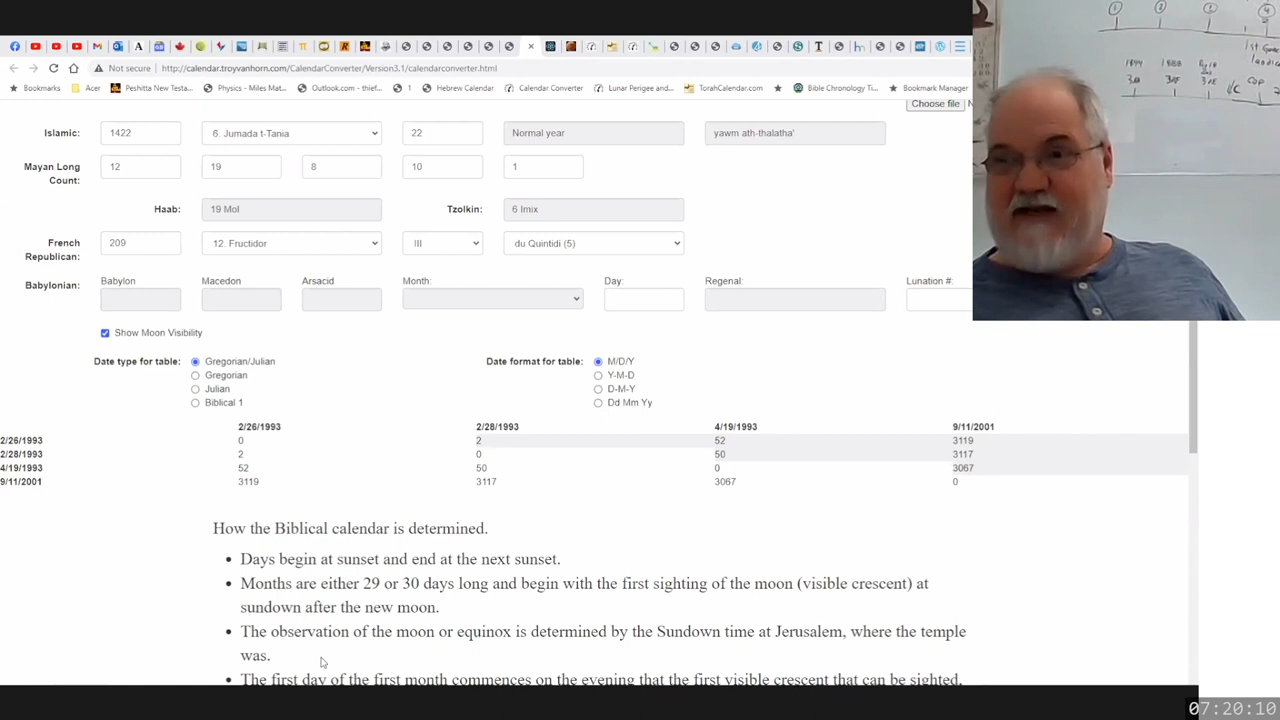 Not secure http://calendar.troyvanhorn.com/CalendarConverter/Version3.1/calendarconverter.html
Bookmarks Acer Peshitta New Testa... Physics - Miles Mat... Outlook.com - thief... 1 Hebrew Calendar Calendar Converter Lunar Perigee and... TorahCalendar.com Bible Chronology Ti... Bookmark Manager
Choose file
Islamic: 1422 6. Jumada t-Tania 22 Normal year yawm ath-thalatha'
Mayan Long Count: 12 19 8 10 1
Haab: 19 Mol Tzolkin: 6 Imix
French Republican: 209 12. Fructidor III du Quintidi (5)
Babylon Macedon Arsacid Month: Day: Regenal: Lunation #:
Babylonian:
Show Moon Visibility
Date type for table: Gregorian/Julian Date format for table: M/D/Y
Gregorian Y-M-D
Julian D-M-Y
Biblical 1 Dd Mm Yy
2/26/1993 2/28/1993 4/19/1993 9/11/2001
2/26/1993 0 2 52 3119
2/28/1993 2 0 50 3117
4/19/1993 52 50 0 3067
9/11/2001 3119 3117 3067 0
How the Biblical calendar is determined.
• Days begin at sunset and end at the next sunset.
• Months are either 29 or 30 days long and begin with the first sighting of the moon (visible crescent) at
sundown after the new moon.
• The observation of the moon or equinox is determined by the Sundown time at Jerusalem, where the temple
was.
• The first day of the first month commences on the evening that the first visible crescent that can be sighted,
07:20:10